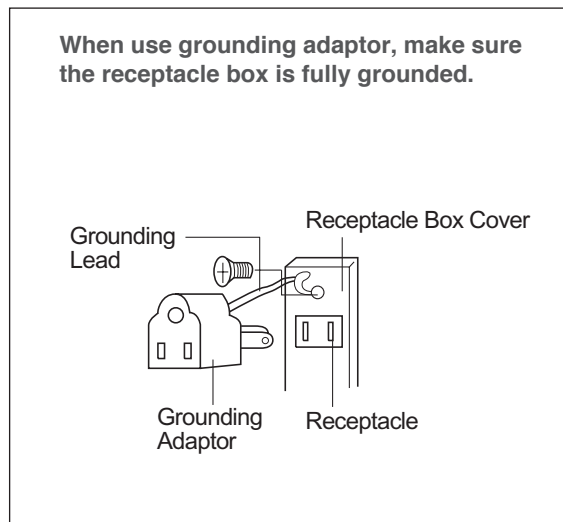 When use grounding adaptor, make sure
the receptacle box is fully grounded.
Receptacle Box Cover
Grounding
Lead
Grounding
Adaptor
Receptacle